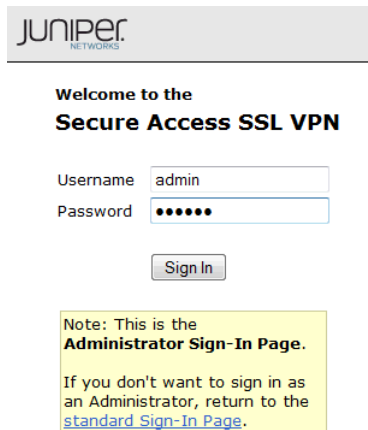 JUNIPER
NETWORKS
Welcome to the
Secure Access SSL VPN
Username admin
Password ●●●●●●
Sign In
Note: This is the
Administrator Sign-In Page.
If you don't want to sign in as
an Administrator, return to the
standard Sign-In Page.